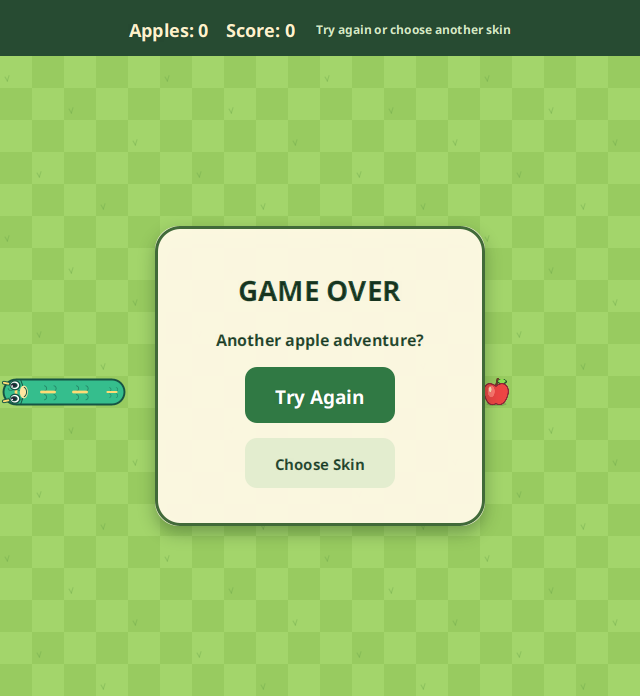 Apples: 0 Score: 0 Try again or choose another skin
GAME OVER
Another apple adventure?
Try Again
Choose Skin